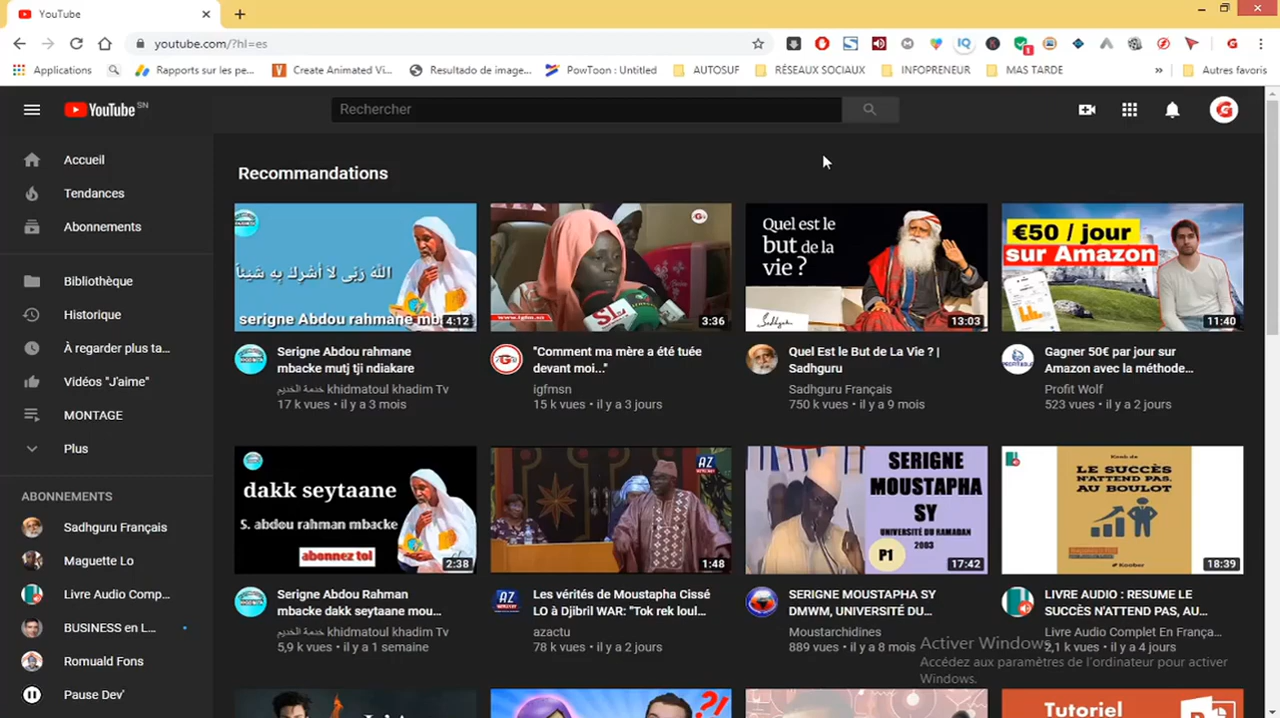 YouTube
youtube.com/?hl=es
Applications
Rapports sur les pe...
Create Animated Vi...
Resultado de image...
PowToon : Untitled
AUTOSUF
RÉSEAUX SOCIAUX
INFOPRENEUR
MAS TARDE
»
Autres favoris
YouTube SN
Rechercher
Accueil
Tendances
Abonnements
Bibliothèque
Historique
À regarder plus ta...
Vidéos "J'aime"
MONTAGE
Plus
ABONNEMENTS
Sadhguru Français
Maguette Lo
Livre Audio Comp...
BUSINESS en L...
Romuald Fons
Pause Dev'
Recommandations
serigne Abdou rahmane mb
4:12
Serigne Abdou rahmane
mbacke mutj tji ndiakare
خدمة الخديم khidmatoul khadim Tv
17 k vues • il y a 3 mois
3:36
"Comment ma mère a été tuée
devant moi..."
igfmsn
15 k vues • il y a 3 jours
Quel est le
but de la
vie ?
Sadhguru
13:03
Quel Est le But de La Vie ? |
Sadhguru
Sadhguru Français
750 k vues • il y a 9 mois
€50 / jour
sur Amazon
11:40
Gagner 50€ par jour sur
Amazon avec la méthode...
Profit Wolf
523 vues • il y a 2 jours
dakk seytaane
S. abdou rahman mbacke
abonnez toI
2:38
Serigne Abdou Rahman
mbacke dakk seytaane mou...
خدمة الخديم khidmatoul khadim Tv
5,9 k vues • il y a 1 semaine
AZ
1:48
Les vérités de Moustapha Cissé
LO à Djibril WAR: "Tok rek loul...
azactu
78 k vues • il y a 2 jours
SERIGNE
MOUSTAPHA
SY
UNIVERSITÉ DU RAMADAN
2003
P1
17:42
SERIGNE MOUSTAPHA SY
DMWM, UNIVERSITÉ DU...
Moustarchidines
889 vues • il y a 8 mois
LE SUCCÈS
N'ATTEND PAS,
AU BOULOT
18:39
LIVRE AUDIO : RESUME LE
SUCCÈS N'ATTEND PAS, AU...
Livre Audio Complet En França...
2,1 k vues • il y a 4 jours
Activer Windows
Accédez aux paramètres de l'ordinateur pour activer
Windows.
?!
Tutoriel